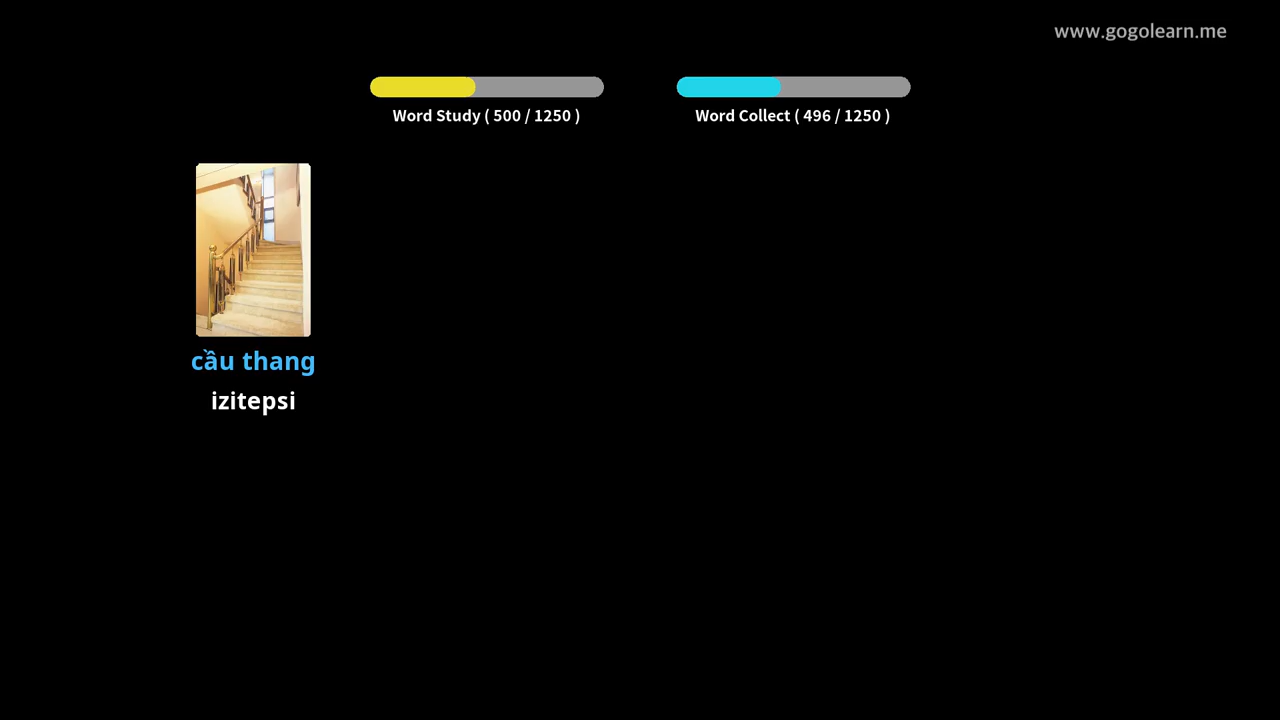 www.gogolearn.me
Word Study ( 500 / 1250 )
Word Collect ( 496 / 1250 )
cầu thang
izitepsi